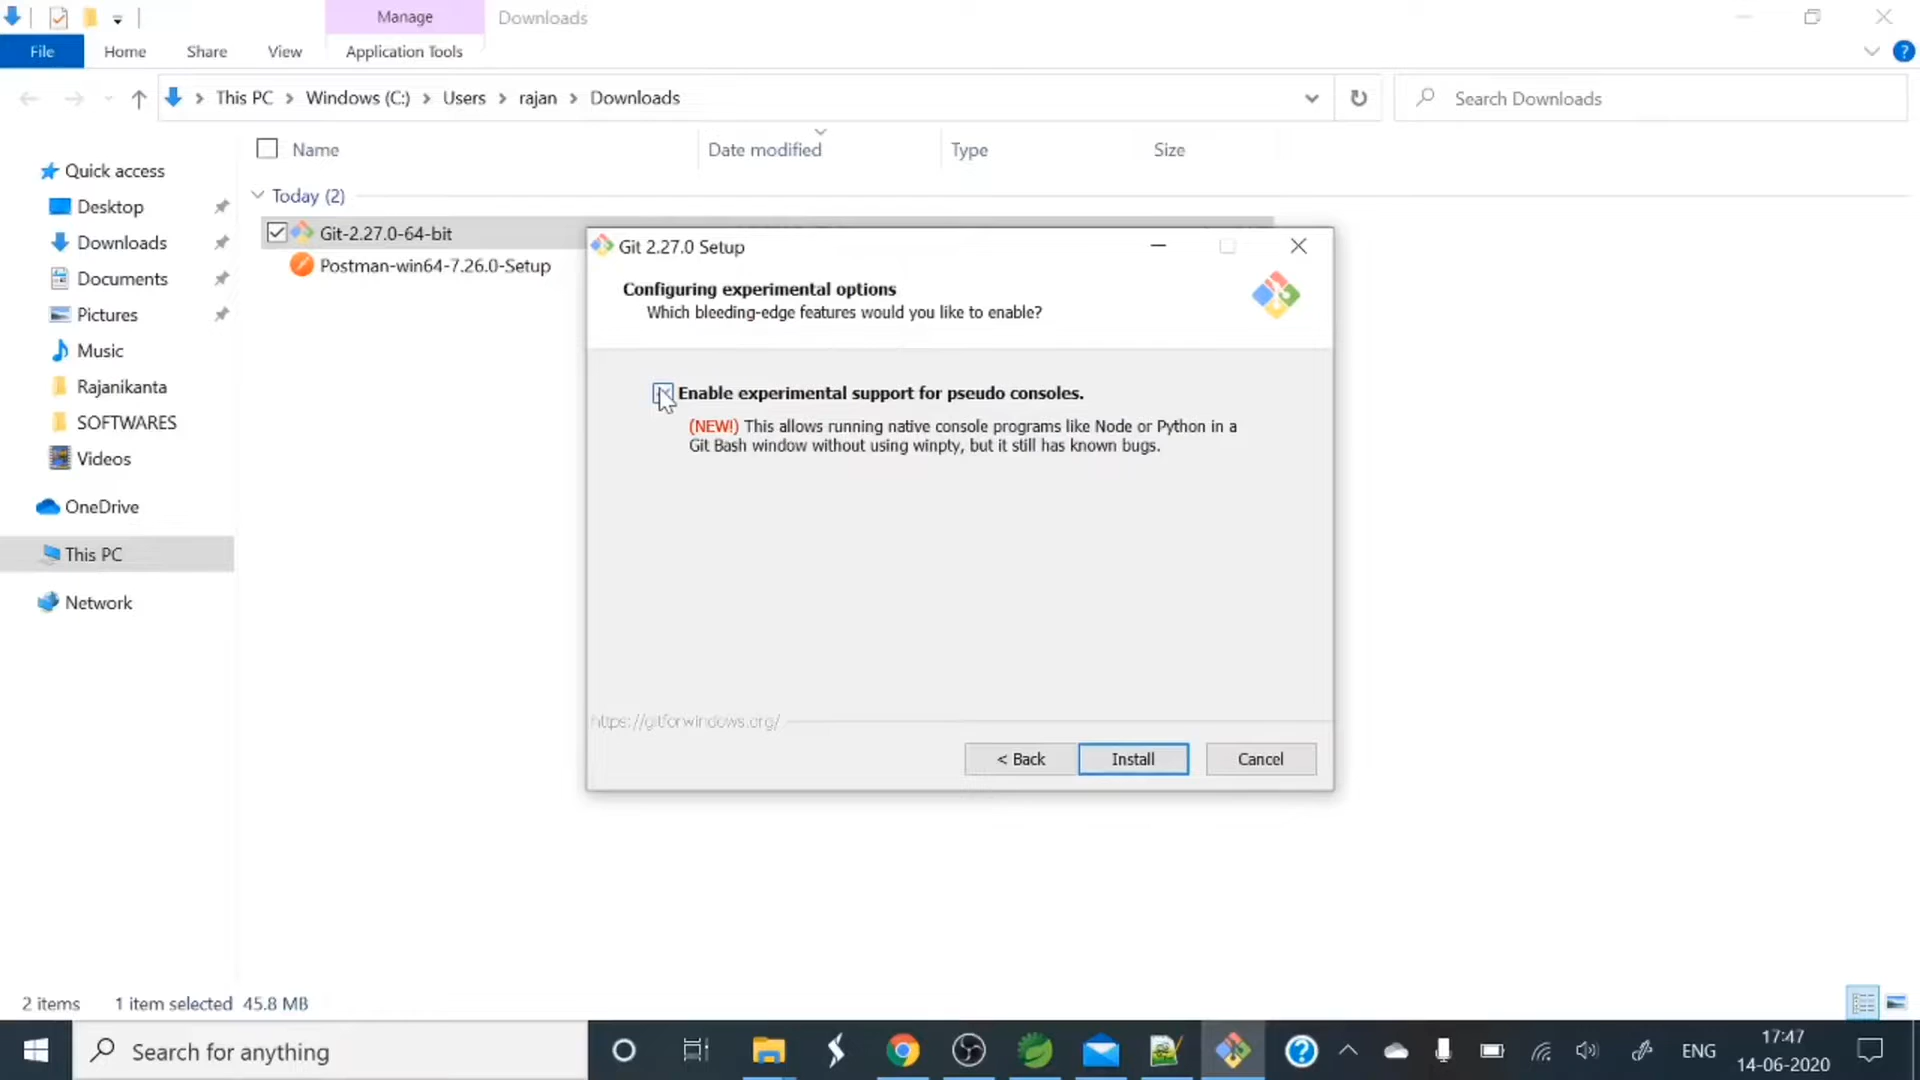 Manage
Downloads
File
Home
Share
View
Application Tools
This PC
Windows (C:)
Users
rajan
Downloads
Search Downloads
Name
Date modified
Type
Size
Quick access
Desktop
Downloads
Documents
Pictures
Music
Rajanikanta
SOFTWARES
Videos
OneDrive
This PC
Network
Today (2)
Git-2.27.0-64-bit
Postman-win64-7.26.0-Setup
Git 2.27.0 Setup
Configuring experimental options
Which bleeding-edge features would you like to enable?
Enable experimental support for pseudo consoles.
(NEW!) This allows running native console programs like Node or Python in a
Git Bash window without using winpty, but it still has known bugs.
https://gitforwindows.org/
< Back
Install
Cancel
2 items
1 item selected 45.8 MB
Search for anything
ENG
17:47
14-06-2020